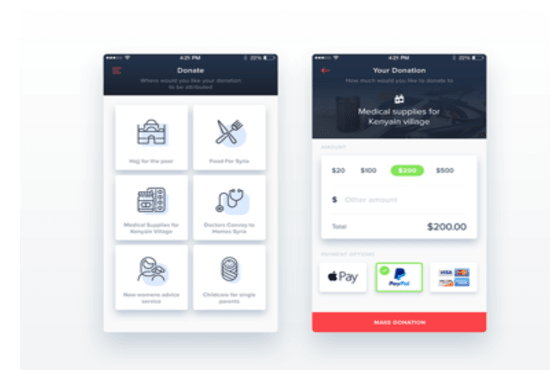 4:21 PM
22%
Donate
Where would you like your donation
to be attributed
Hajj for the poor
Food For Syria
Medical Supplies for
Kenyain Village
Doctors Convoy to
Homes Syria
New womens advice
service
Childcare for single
parents
4:21 PM
22%
Your Donation
How much would you like to donate to
Medical supplies for
Kenyain village
AMOUNT
$20 $100 $200 $500
$ Other amount
Total $200.00
PAYMENT OPTIONS
Pay
PayPal
VISA
MAKE DONATION